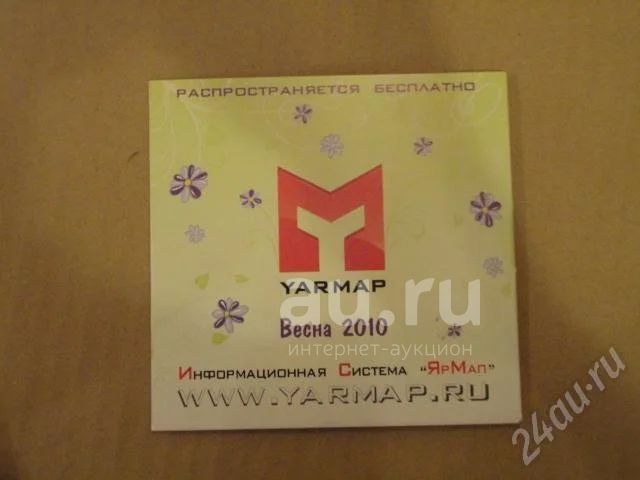 РАСПРОСТРАНЯЕТСЯ БЕСПЛАТНО
YARMAP
au.ru
Весна 2010
интернет-аукцион
Информационная Система "ЯрМап"
WWW.YARMAP.RU
24au.ru